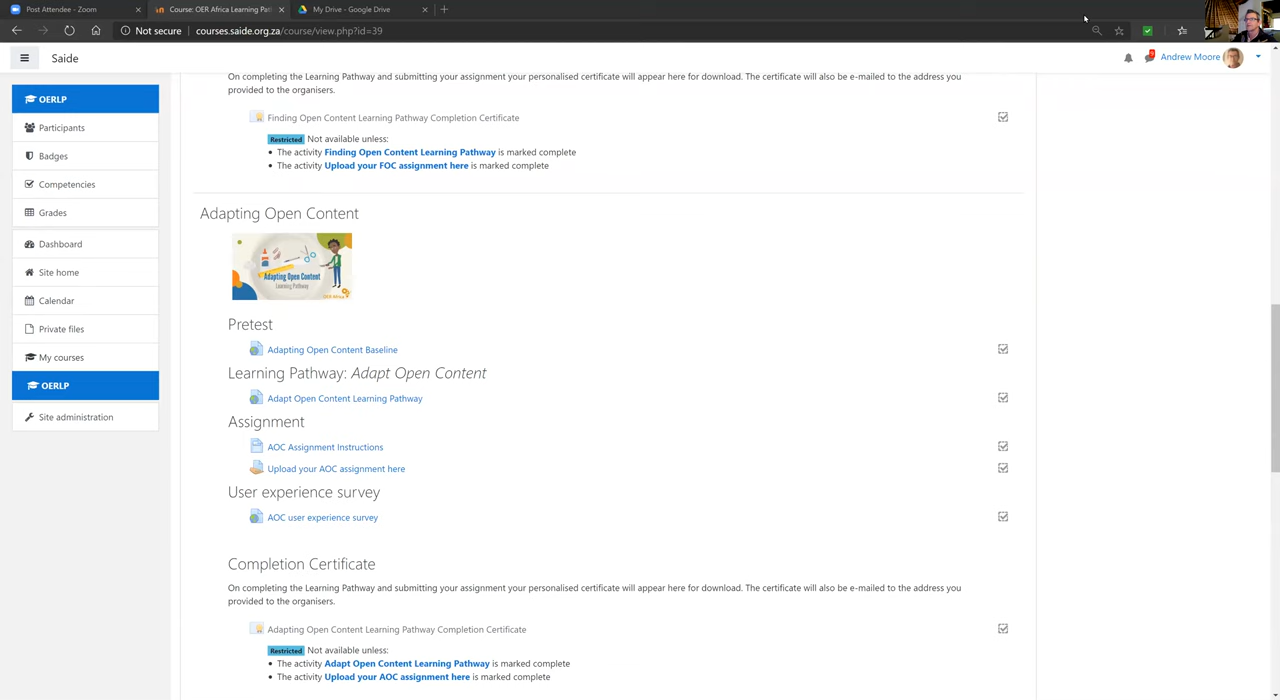 Post Attendee - Zoom
Course: OER Africa Learning Pat
My Drive - Google Drive
Not secure courses.saide.org.za/course/view.php?id=39
Saide
Andrew Moore
OERLP
Participants
Badges
Competencies
Grades
Dashboard
Site home
Calendar
Private files
My courses
OERLP
Site administration
On completing the Learning Pathway and submitting your assignment your personalised certificate will appear here for download. The certificate will also be e-mailed to the address you
provided to the organisers.
Finding Open Content Learning Pathway Completion Certificate
Restricted Not available unless:
• The activity Finding Open Content Learning Pathway is marked complete
• The activity Upload your FOC assignment here is marked complete
Adapting Open Content
Adapting Open Content
Learning Pathway
OER Africa
Pretest
Adapting Open Content Baseline
Learning Pathway: Adapt Open Content
Adapt Open Content Learning Pathway
Assignment
AOC Assignment Instructions
Upload your AOC assignment here
User experience survey
AOC user experience survey
Completion Certificate
On completing the Learning Pathway and submitting your assignment your personalised certificate will appear here for download. The certificate will also be e-mailed to the address you
provided to the organisers.
Adapting Open Content Learning Pathway Completion Certificate
Restricted Not available unless:
• The activity Adapt Open Content Learning Pathway is marked complete
• The activity Upload your AOC assignment here is marked complete